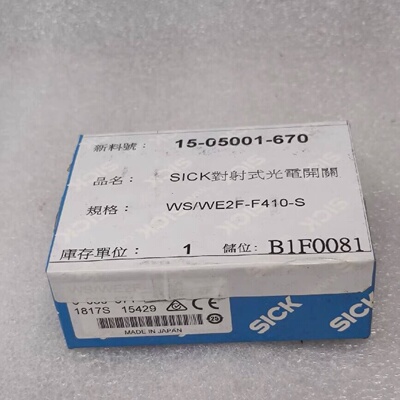 新料號： 15-05001-670
品名： SICK對射式光電開關
規格： WS/WE2F-F410-S
庫存單位： 1 儲位： B1F0081
1817S 15429
25
MADE IN JAPAN
SICK
SICK